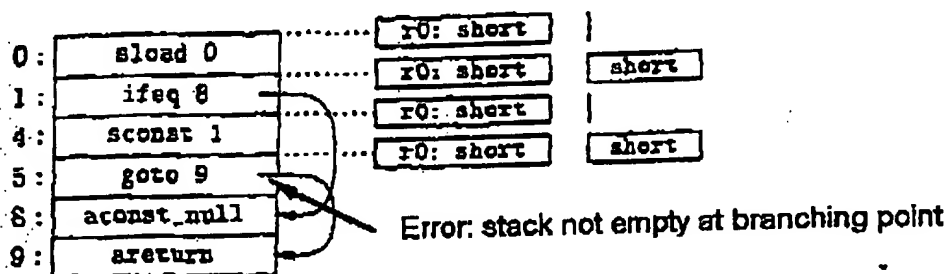 r0: short
0: sload 0
r0: short short
1: ifeq 8
r0: short
4: sconst 1
r0: short short
5: goto 9
8: aconst_null
Error: stack not empty at branching point
9: areturn